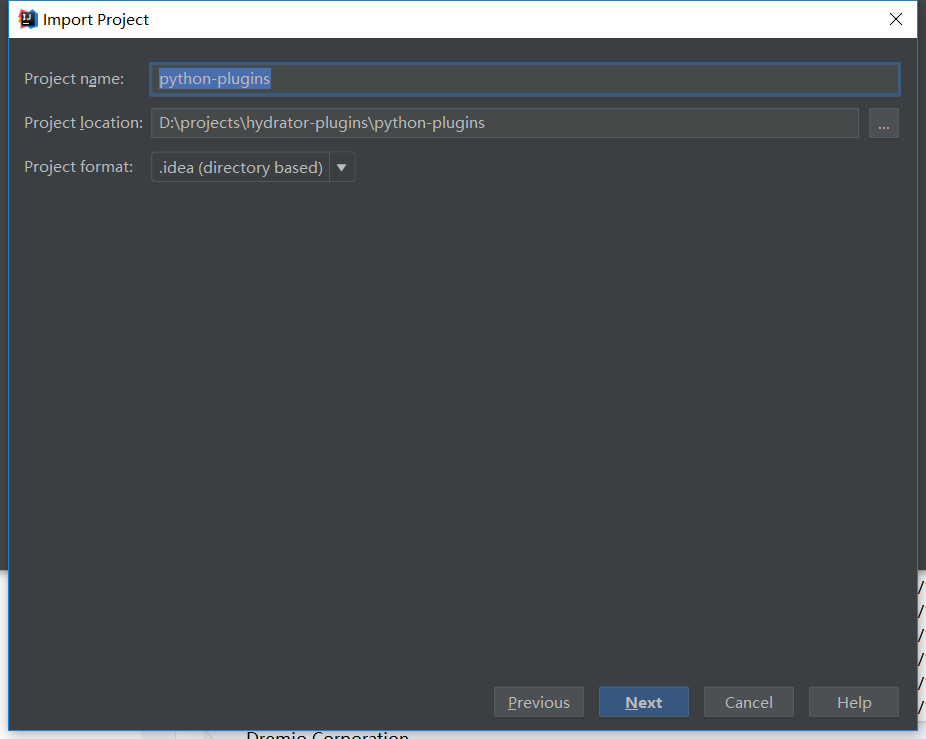 Import Project
Project name: python-plugins
Project location: D:\projects\hydrator-plugins\python-plugins ...
Project format: .idea (directory based)
Previous Next Cancel Help
Dremio Corporation